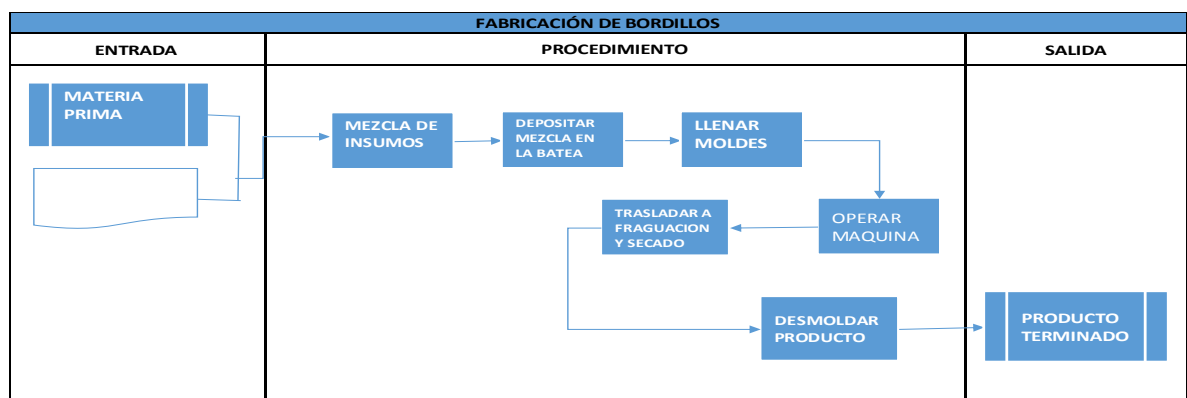 FABRICACIÓN DE BORDILLOS
ENTRADA
PROCEDIMIENTO
SALIDA
MATERIA
PRIMA
MEZCLA DE
INSUMOS
DEPOSITAR
MEZCLA EN
LA BATEA
LLENAR
MOLDES
OPERAR
MAQUINA
TRASLADAR A
FRAGUACION
Y SECADO
DESMOLDAR
PRODUCTO
PRODUCTO
TERMINADO